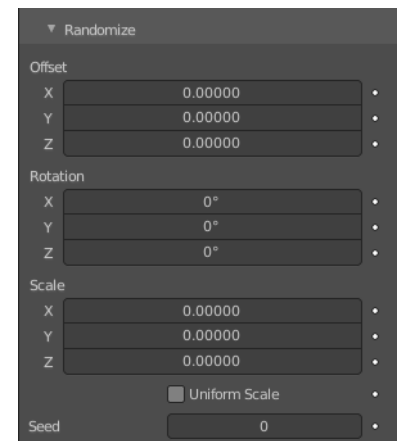 Randomize
Offset
X 0.00000
Y 0.00000
Z 0.00000
Rotation
X 0°
Y 0°
Z 0°
Scale
X 0.00000
Y 0.00000
Z 0.00000
Uniform Scale
Seed 0